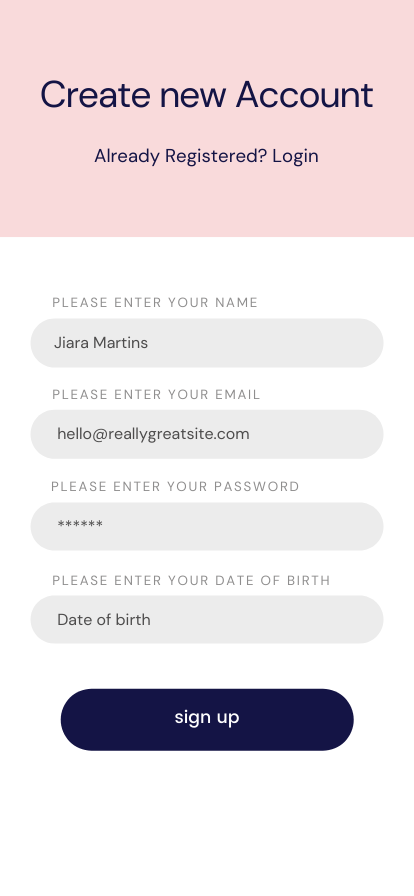 Create new Account
Already Registered? Login
PLEASE ENTER YOUR NAME
Jiara Martins
PLEASE ENTER YOUR EMAIL
hello@reallygreatsite.com
PLEASE ENTER YOUR PASSWORD
******
PLEASE ENTER YOUR DATE OF BIRTH
Date of birth
sign up